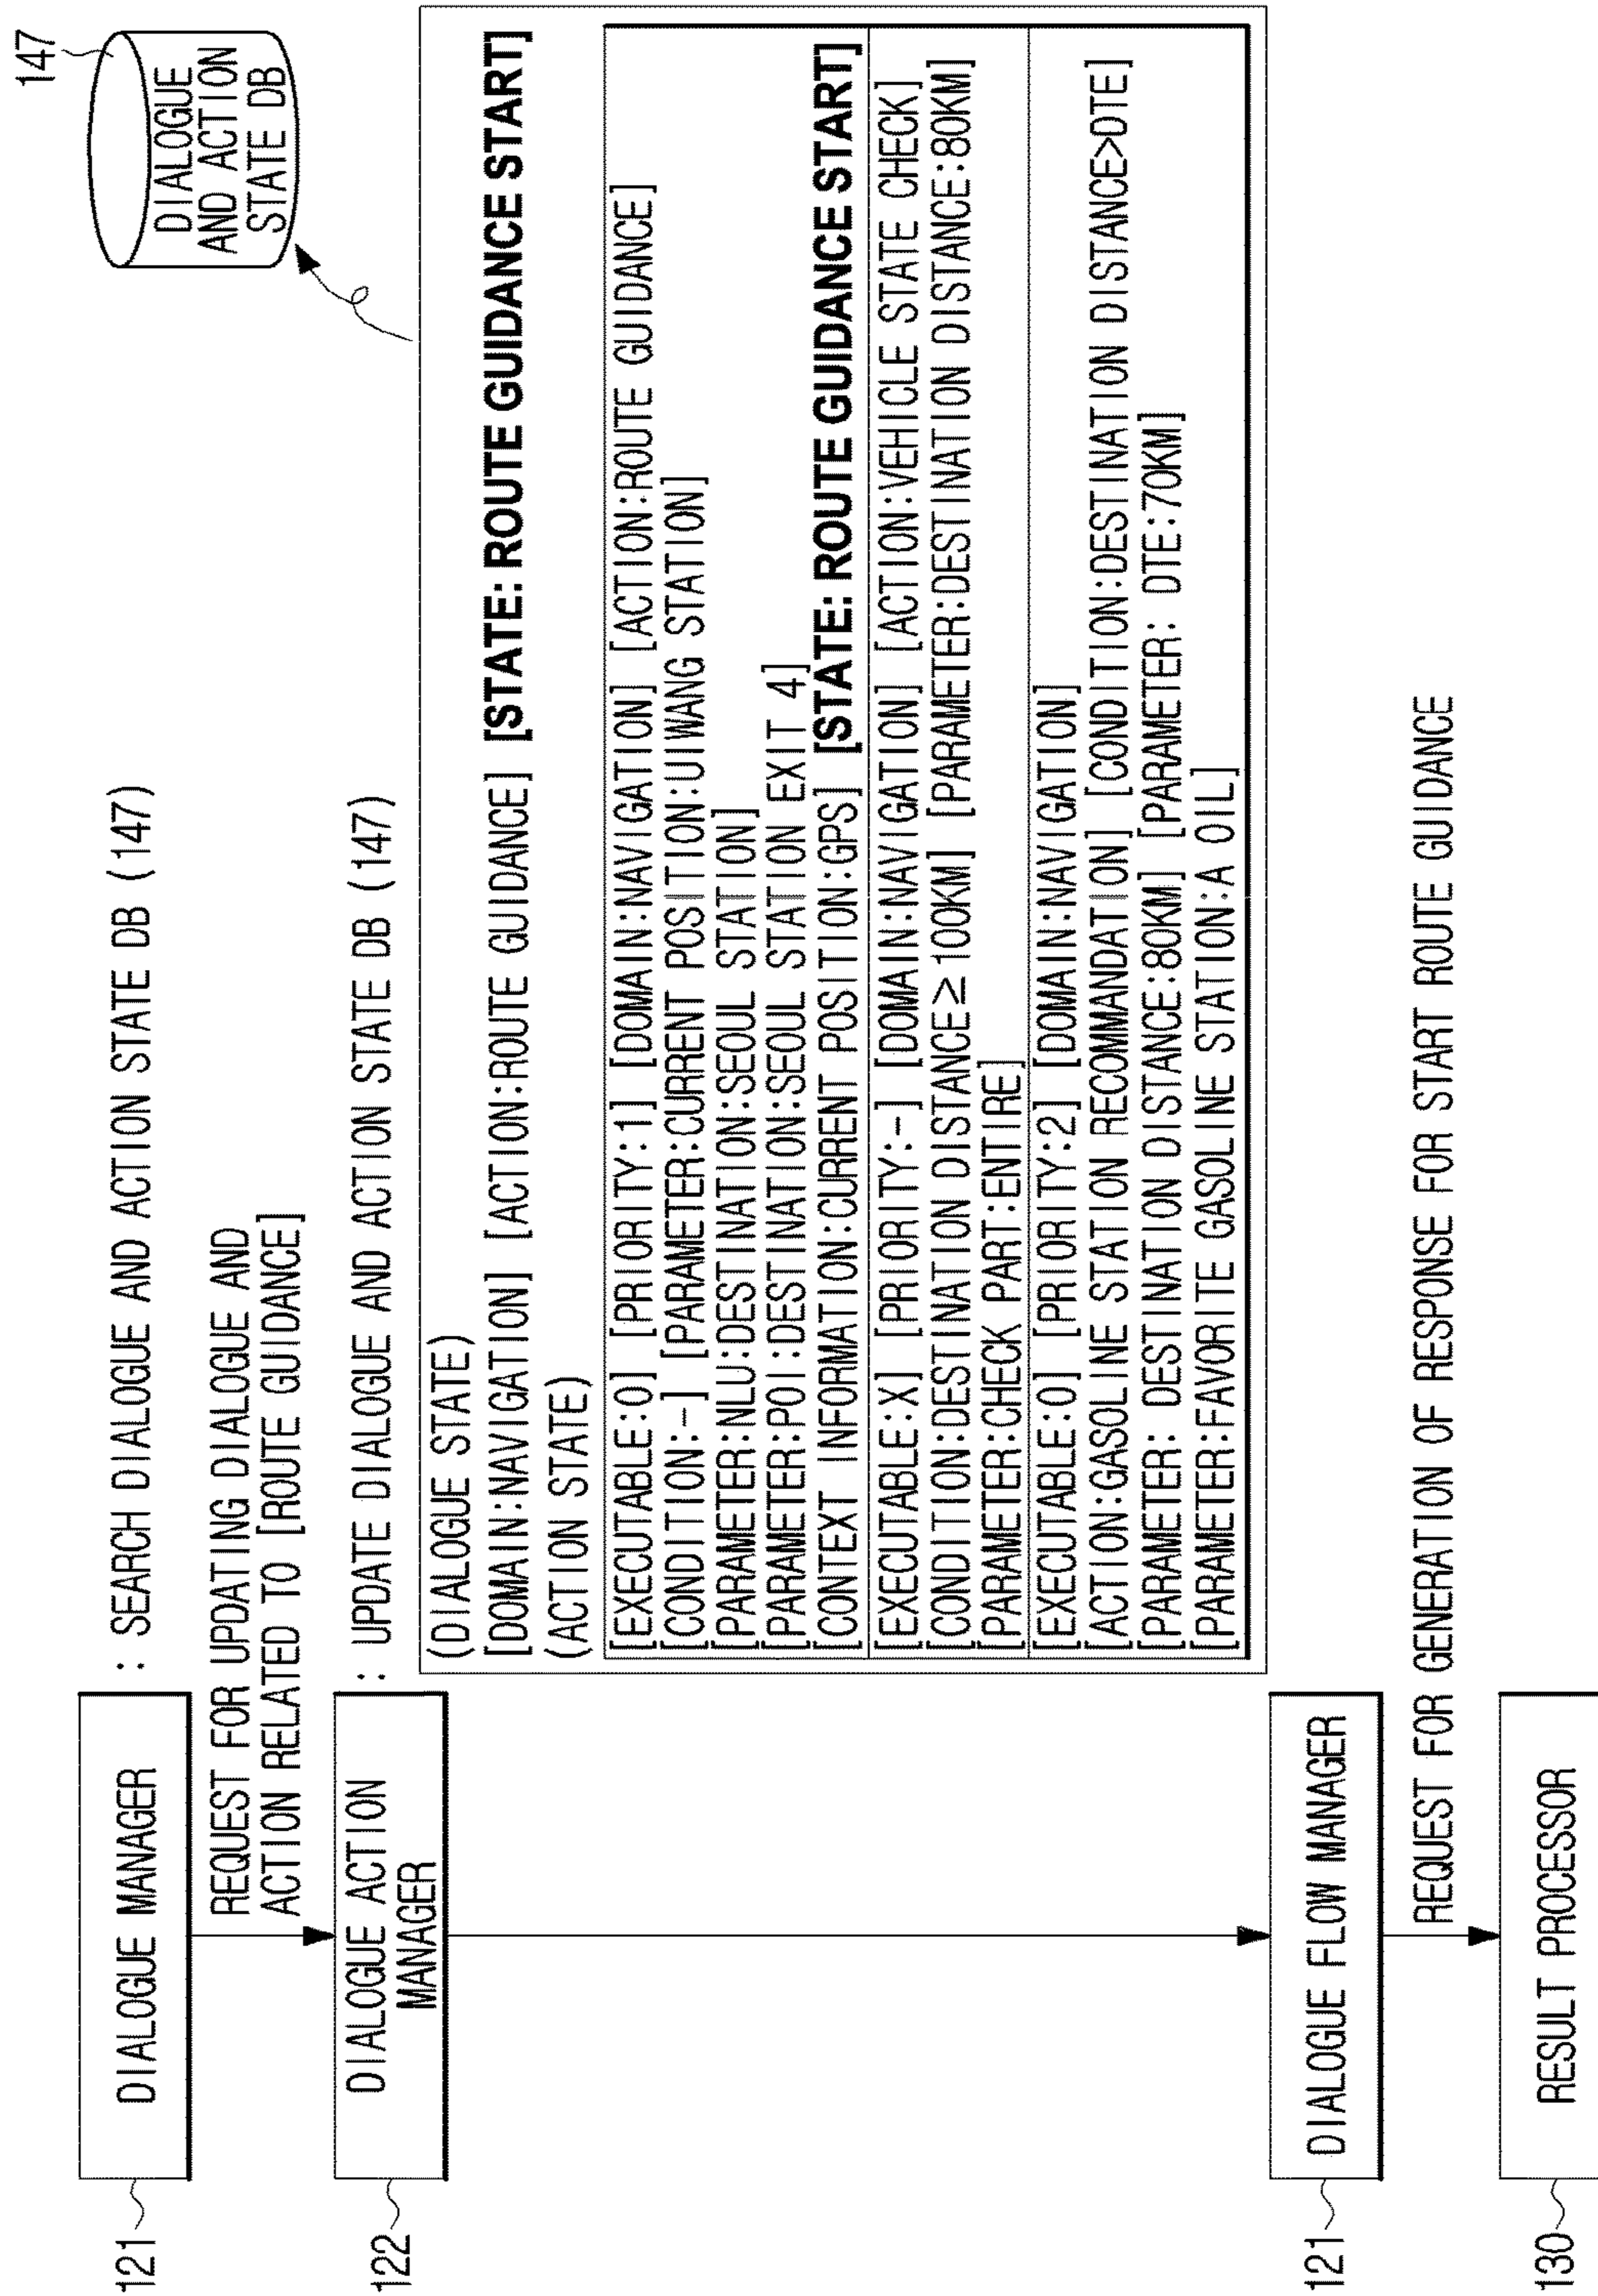 147
DIALOGUE
AND ACTION
STATE DB
121
DIALOGUE MANAGER
: SEARCH DIALOGUE AND ACTION STATE DB (147)
REQUEST FOR UPDATING DIALOGUE AND
ACTION RELATED TO [ROUTE GUIDANCE]
122
DIALOGUE ACTION
MANAGER
: UPDATE DIALOGUE AND ACTION STATE DB (147)
(DIALOGUE STATE)
[DOMAIN:NAVIGATION] [ACTION:ROUTE GUIDANCE] [STATE: ROUTE GUIDANCE START]
(ACTION STATE)
[EXECUTABLE:O] [PRIORITY:1] [DOMAIN:NAVIGATION] [ACTION:ROUTE GUIDANCE]
[CONDITION:-] [PARAMETER:CURRENT POSITION:UIWANG STATION]
[PARAMETER:NLU:DESTINATION:SEOUL STATION]
[PARAMETER:POI:DESTINATION:SEOUL STATION EXIT 4]
[CONTEXT INFORMATION:CURRENT POSITION:GPS] [STATE: ROUTE GUIDANCE START]
[EXECUTABLE:X] [PRIORITY:-] [DOMAIN:NAVIGATION] [ACTION:VEHICLE STATE CHECK]
[CONDITION:DESTINATION DISTANCE≥100KM] [PARAMETER:DESTINATION DISTANCE:80KM]
[PARAMETER:CHECK PART:ENTIRE]
[EXECUTABLE:O] [PRIORITY:2] [DOMAIN:NAVIGATION]
[ACTION:GASOLINE STATION RECOMMANDATION] [CONDITION:DESTINATION DISTANCE>DTE]
[PARAMETER: DESTINATION DISTANCE:80KM] [PARAMETER: DTE:70KM]
[PARAMETER:FAVORITE GASOLINE STATION:A OIL]
121
DIALOGUE FLOW MANAGER
REQUEST FOR GENERATION OF RESPONSE FOR START ROUTE GUIDANCE
130
RESULT PROCESSOR